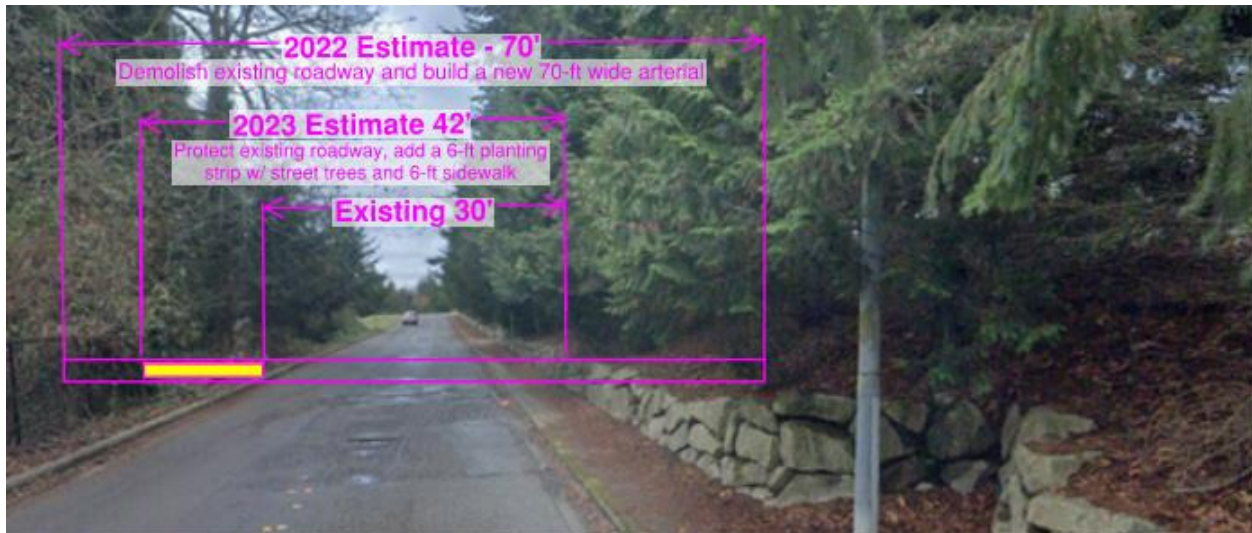 2022 Estimate - 70'
Demolish existing roadway and build a new 70-ft wide arterial
2023 Estimate 42'
Protect existing roadway, add a 6-ft planting
strip w/ street trees and 6-ft sidewalk
Existing 30'